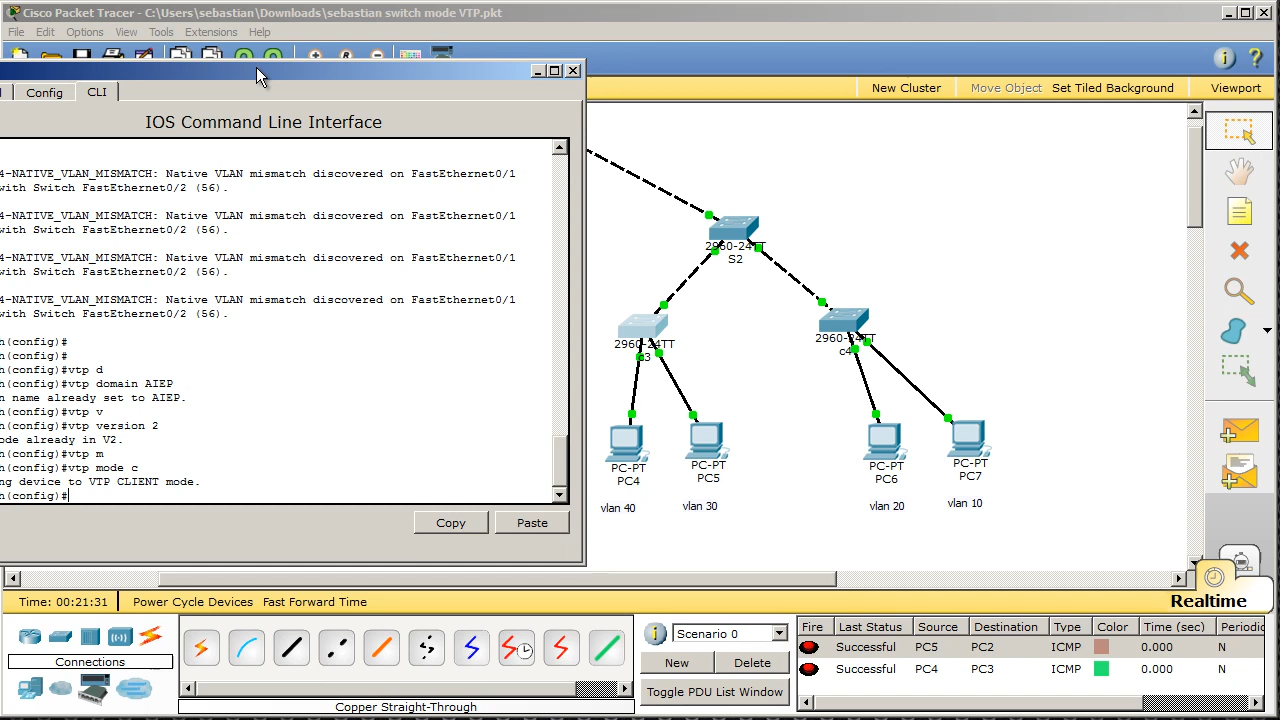 Cisco Packet Tracer - C:\Users\sebastian\Downloads\sebastian switch mode VTP.pkt
File Edit Options View Tools Extensions Help
New Cluster Move Object Set Tiled Background Viewport
Config CLI
IOS Command Line Interface
4-NATIVE_VLAN_MISMATCH: Native VLAN mismatch discovered on FastEthernet0/1
with Switch FastEthernet0/2 (56).
4-NATIVE_VLAN_MISMATCH: Native VLAN mismatch discovered on FastEthernet0/1
with Switch FastEthernet0/2 (56).
4-NATIVE_VLAN_MISMATCH: Native VLAN mismatch discovered on FastEthernet0/1
with Switch FastEthernet0/2 (56).
4-NATIVE_VLAN_MISMATCH: Native VLAN mismatch discovered on FastEthernet0/1
with Switch FastEthernet0/2 (56).
n(config)#
n(config)#
n(config)#vtp d
n(config)#vtp domain AIEP
n name already set to AIEP.
n(config)#vtp v
n(config)#vtp version 2
ode already in V2.
n(config)#vtp m
n(config)#vtp mode c
ng device to VTP CLIENT mode.
n(config)#
Copy Paste
2960-24TT
S2
2960-24TT
c3
2960-24TT
c4
PC-PT
PC4
PC-PT
PC5
PC-PT
PC6
PC-PT
PC7
vlan 40 vlan 30 vlan 20 vlan 10
Time: 00:21:31 Power Cycle Devices Fast Forward Time
Realtime
Connections
Copper Straight-Through
Scenario 0
New Delete
Toggle PDU List Window
Fire Last Status Source Destination Type Color Time (sec) Periodic
Successful PC5 PC2 ICMP 0.000 N
Successful PC4 PC3 ICMP 0.000 N